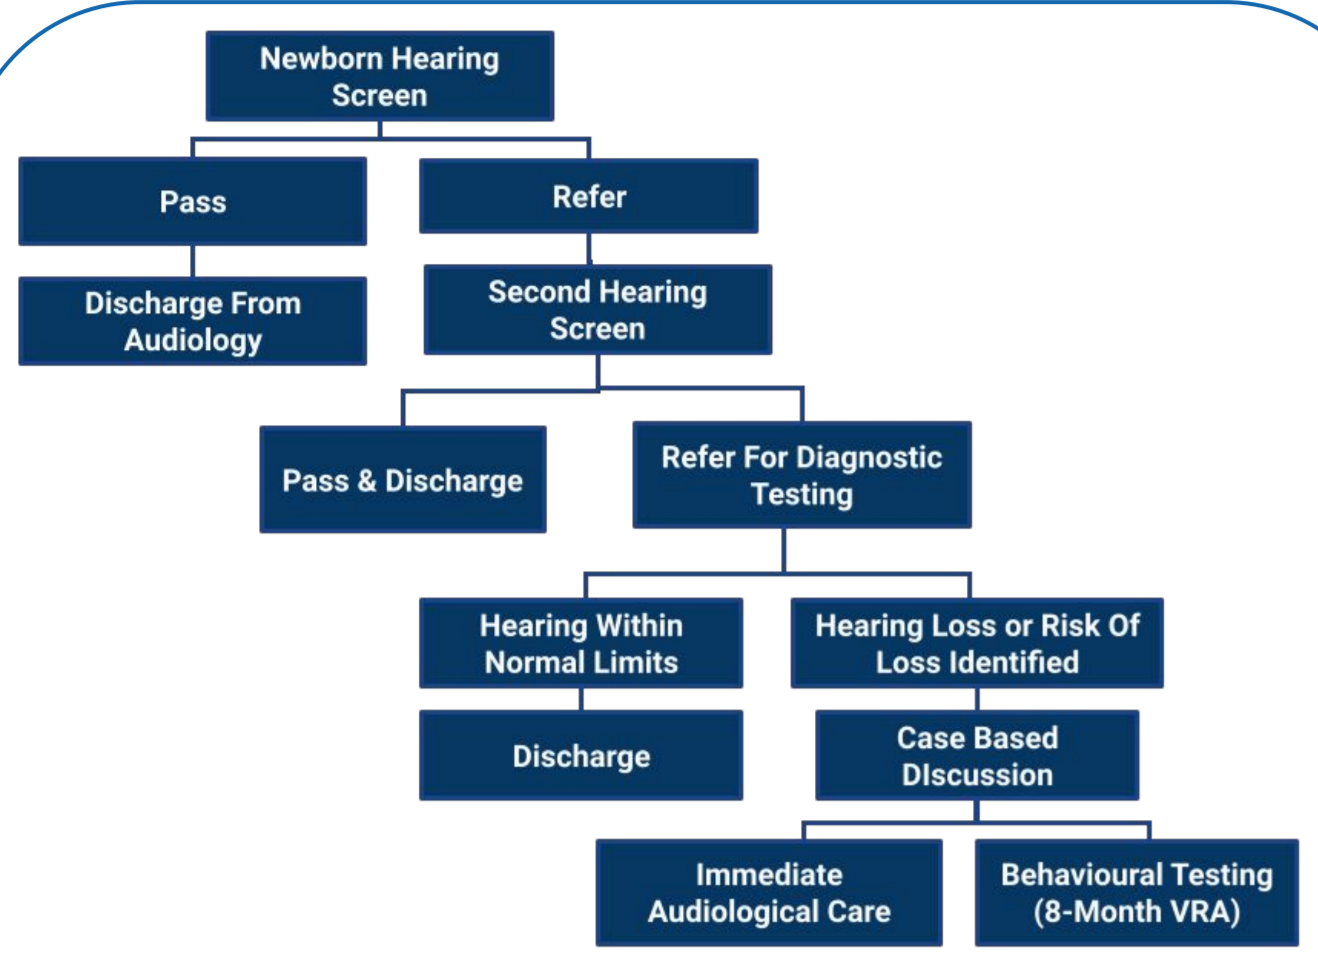 Newborn Hearing
Screen
Pass
Refer
Discharge From
Audiology
Second Hearing
Screen
Pass & Discharge
Refer For Diagnostic
Testing
Hearing Within
Normal Limits
Hearing Loss or Risk Of
Loss Identified
Discharge
Case Based
DIscussion
Immediate
Audiological Care
Behavioural Testing
(8-Month VRA)